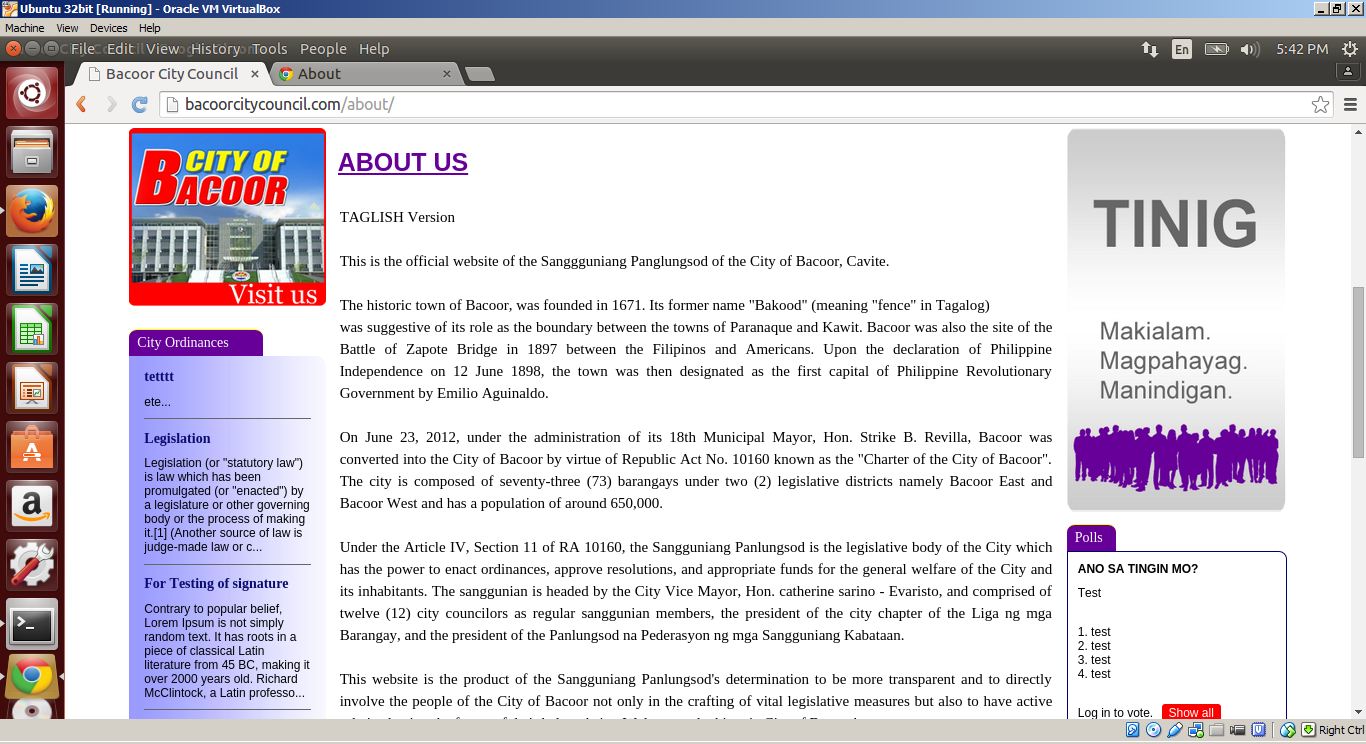 Ubuntu 32bit [Running] - Oracle VM VirtualBox
Machine View Devices Help
File Edit View History Tools People Help
En
5:42 PM
Bacoor City Council
About
bacoorcitycouncil.com/about/
CITY OF
BACOOR
Visit us
City Ordinances
tetttt
ete...
Legislation
Legislation (or "statutory law")
is law which has been
promulgated (or "enacted") by
a legislature or other governing
body or the process of making
it.[1] (Another source of law is
judge-made law or c...
For Testing of signature
Contrary to popular belief,
Lorem Ipsum is not simply
random text. It has roots in a
piece of classical Latin
literature from 45 BC, making it
over 2000 years old. Richard
McClintock, a Latin professo...
ABOUT US
TAGLISH Version
This is the official website of the Sanggguniang Panglungsod of the City of Bacoor, Cavite.
The historic town of Bacoor, was founded in 1671. Its former name "Bakood" (meaning "fence" in Tagalog)
was suggestive of its role as the boundary between the towns of Paranaque and Kawit. Bacoor was also the site of the
Battle of Zapote Bridge in 1897 between the Filipinos and Americans. Upon the declaration of Philippine
Independence on 12 June 1898, the town was then designated as the first capital of Philippine Revolutionary
Government by Emilio Aguinaldo.
On June 23, 2012, under the administration of its 18th Municipal Mayor, Hon. Strike B. Revilla, Bacoor was
converted into the City of Bacoor by virtue of Republic Act No. 10160 known as the "Charter of the City of Bacoor".
The city is composed of seventy-three (73) barangays under two (2) legislative districts namely Bacoor East and
Bacoor West and has a population of around 650,000.
Under the Article IV, Section 11 of RA 10160, the Sangguniang Panlungsod is the legislative body of the City which
has the power to enact ordinances, approve resolutions, and appropriate funds for the general welfare of the City and
its inhabitants. The sanggunian is headed by the City Vice Mayor, Hon. catherine sarino - Evaristo, and comprised of
twelve (12) city councilors as regular sanggunian members, the president of the city chapter of the Liga ng mga
Barangay, and the president of the Panlungsod na Pederasyon ng mga Sangguniang Kabataan.
This website is the product of the Sangguniang Panlungsod's determination to be more transparent and to directly
involve the people of the City of Bacoor not only in the crafting of vital legislative measures but also to have active
TINIG
Makialam.
Magpahayag.
Manindigan.
Polls
ANO SA TINGIN MO?
Test
1. test
2. test
3. test
4. test
Log in to vote. Show all
Right Ctrl